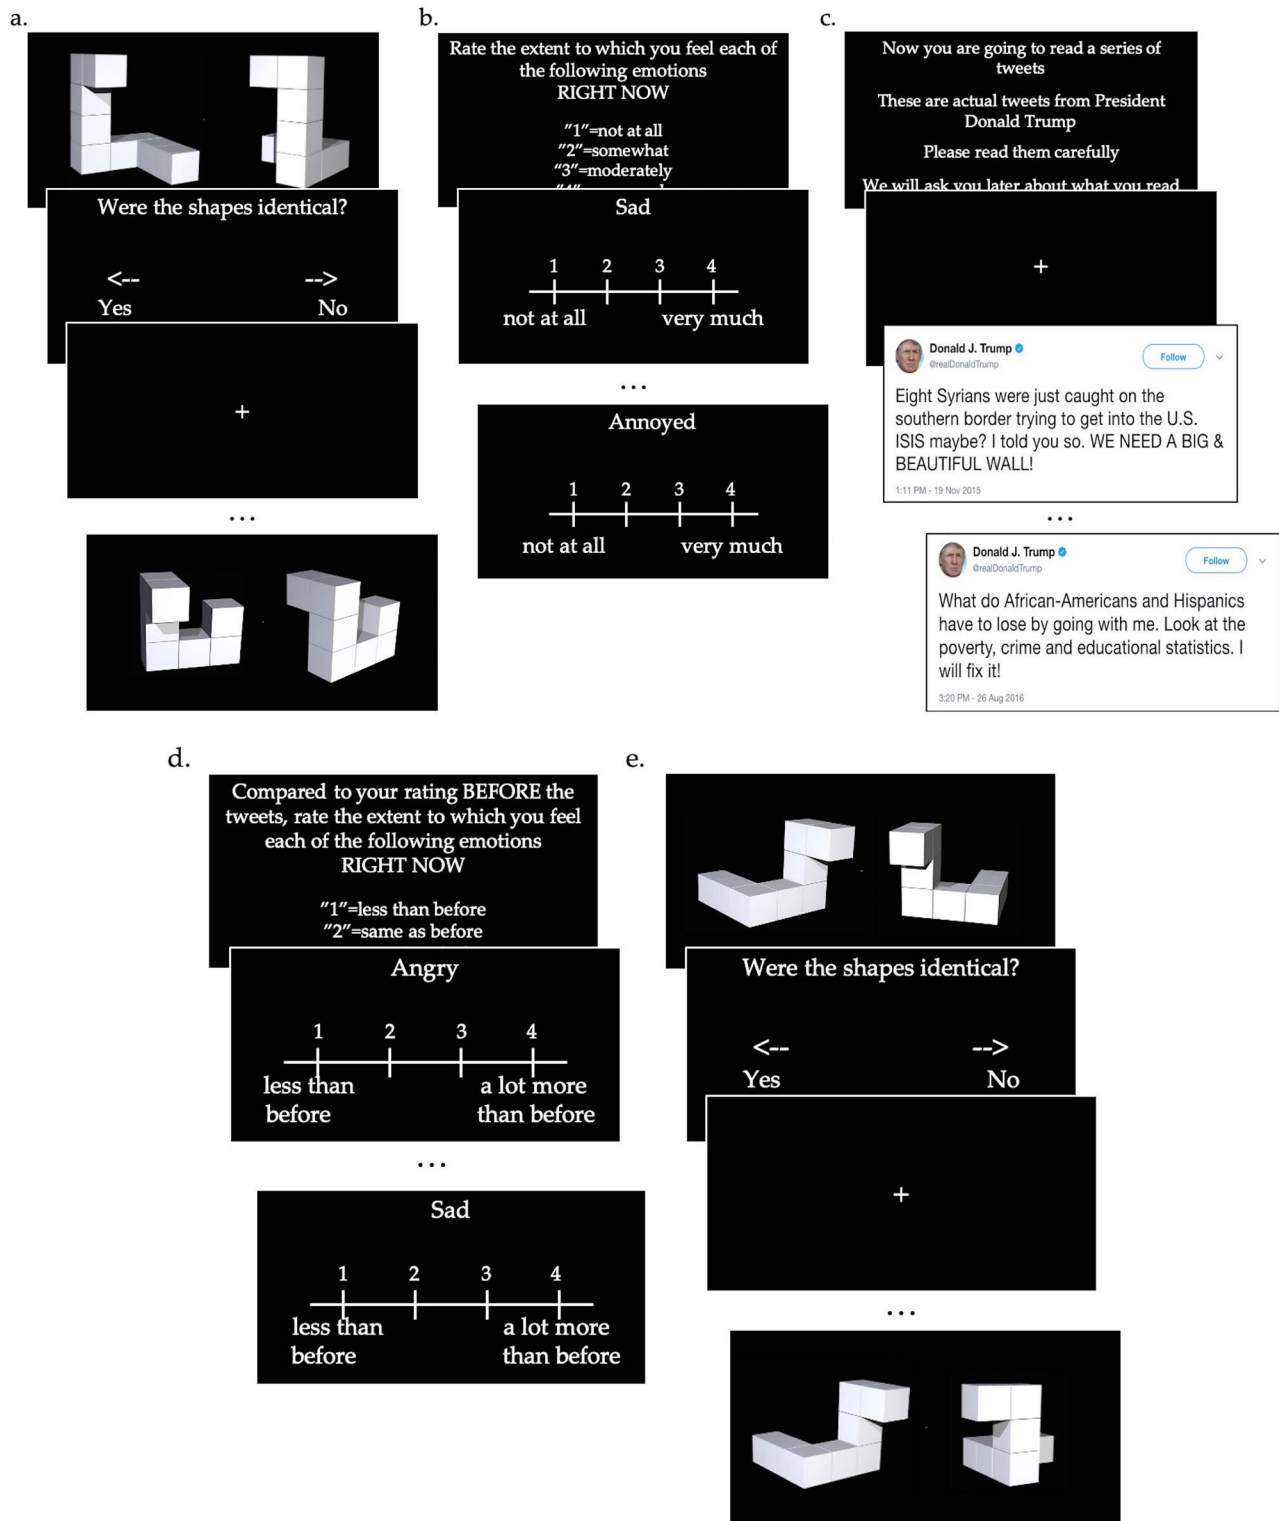 a.
Were the shapes identical?
<-- -->
Yes No
+
...
b.
Rate the extent to which you feel each of
the following emotions
RIGHT NOW
"1"=not at all
"2"=somewhat
"3"=moderately
Sad
1 2 3 4
not at all very much
...
Annoyed
1 2 3 4
not at all very much
c.
Now you are going to read a series of
tweets
These are actual tweets from President
Donald Trump
Please read them carefully
We will ask you later about what you read
+
Donald J. Trump
@realDonaldTrump
Follow
Eight Syrians were just caught on the
southern border trying to get into the U.S.
ISIS maybe? I told you so. WE NEED A BIG &
BEAUTIFUL WALL!
1:11 PM - 19 Nov 2015
...
Donald J. Trump
@realDonaldTrump
Follow
What do African-Americans and Hispanics
have to lose by going with me. Look at the
poverty, crime and educational statistics. I
will fix it!
3:20 PM - 26 Aug 2016
d.
Compared to your rating BEFORE the
tweets, rate the extent to which you feel
each of the following emotions
RIGHT NOW
"1"=less than before
"2"=same as before
Angry
1 2 3 4
less than a lot more
before than before
...
Sad
1 2 3 4
less than a lot more
before than before
e.
Were the shapes identical?
<-- -->
Yes No
+
...